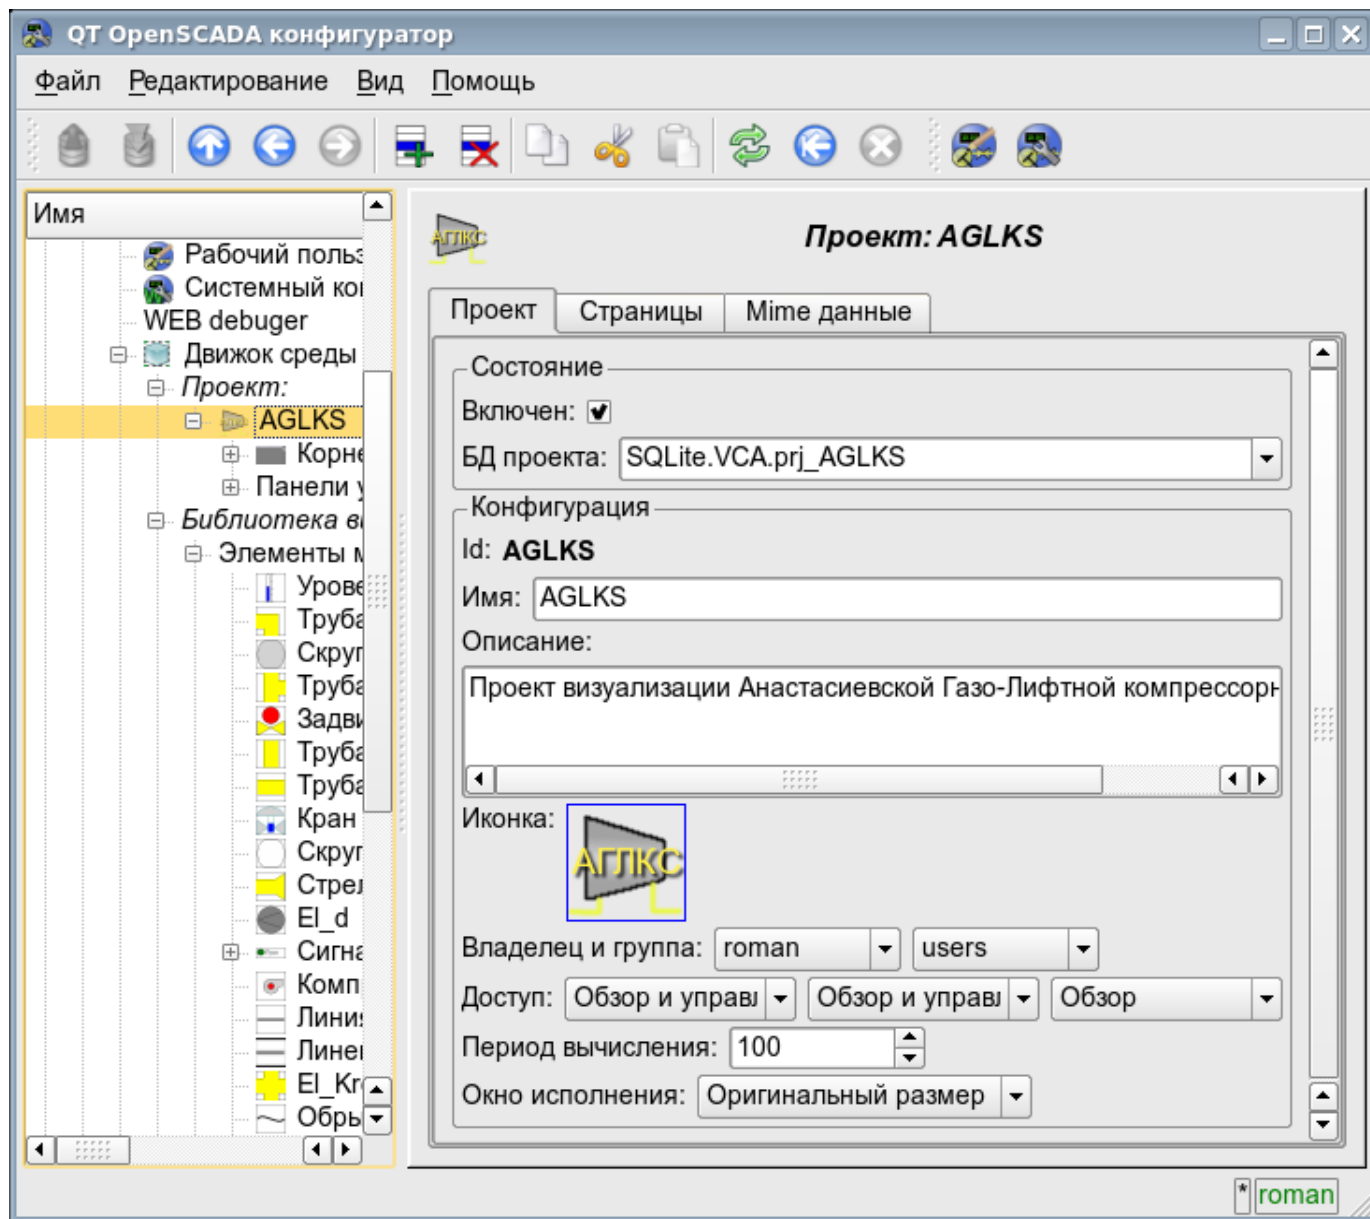 QT OpenSCADA конфигуратор
Файл Редактирование Вид Помощь
Имя
Рабочий польз
Системный ко
WEB debuger
Движок среды
Проект:
AGLKS
Корне
Панели у
Библиотека в
Элементы м
Урове
Труба
Скруг
Труба
Задви
Труба
Труба
Кран
Скруг
Стрел
El_d
Сигна
Комп
Линия
Линей
El_Kr
Обры
АГЛКС
Проект: AGLKS
Проект Страницы Mime данные
Состояние
Включен:
БД проекта: SQLite.VCA.prj_AGLKS
Конфигурация
Id: AGLKS
Имя: AGLKS
Описание:
Проект визуализации Анастасиевской Газо-Лифтной компрессорн
Иконка: АГЛКС
Владелец и группа: roman users
Доступ: Обзор и управл Обзор и управл Обзор
Период вычисления: 100
Окно исполнения: Оригинальный размер
* roman